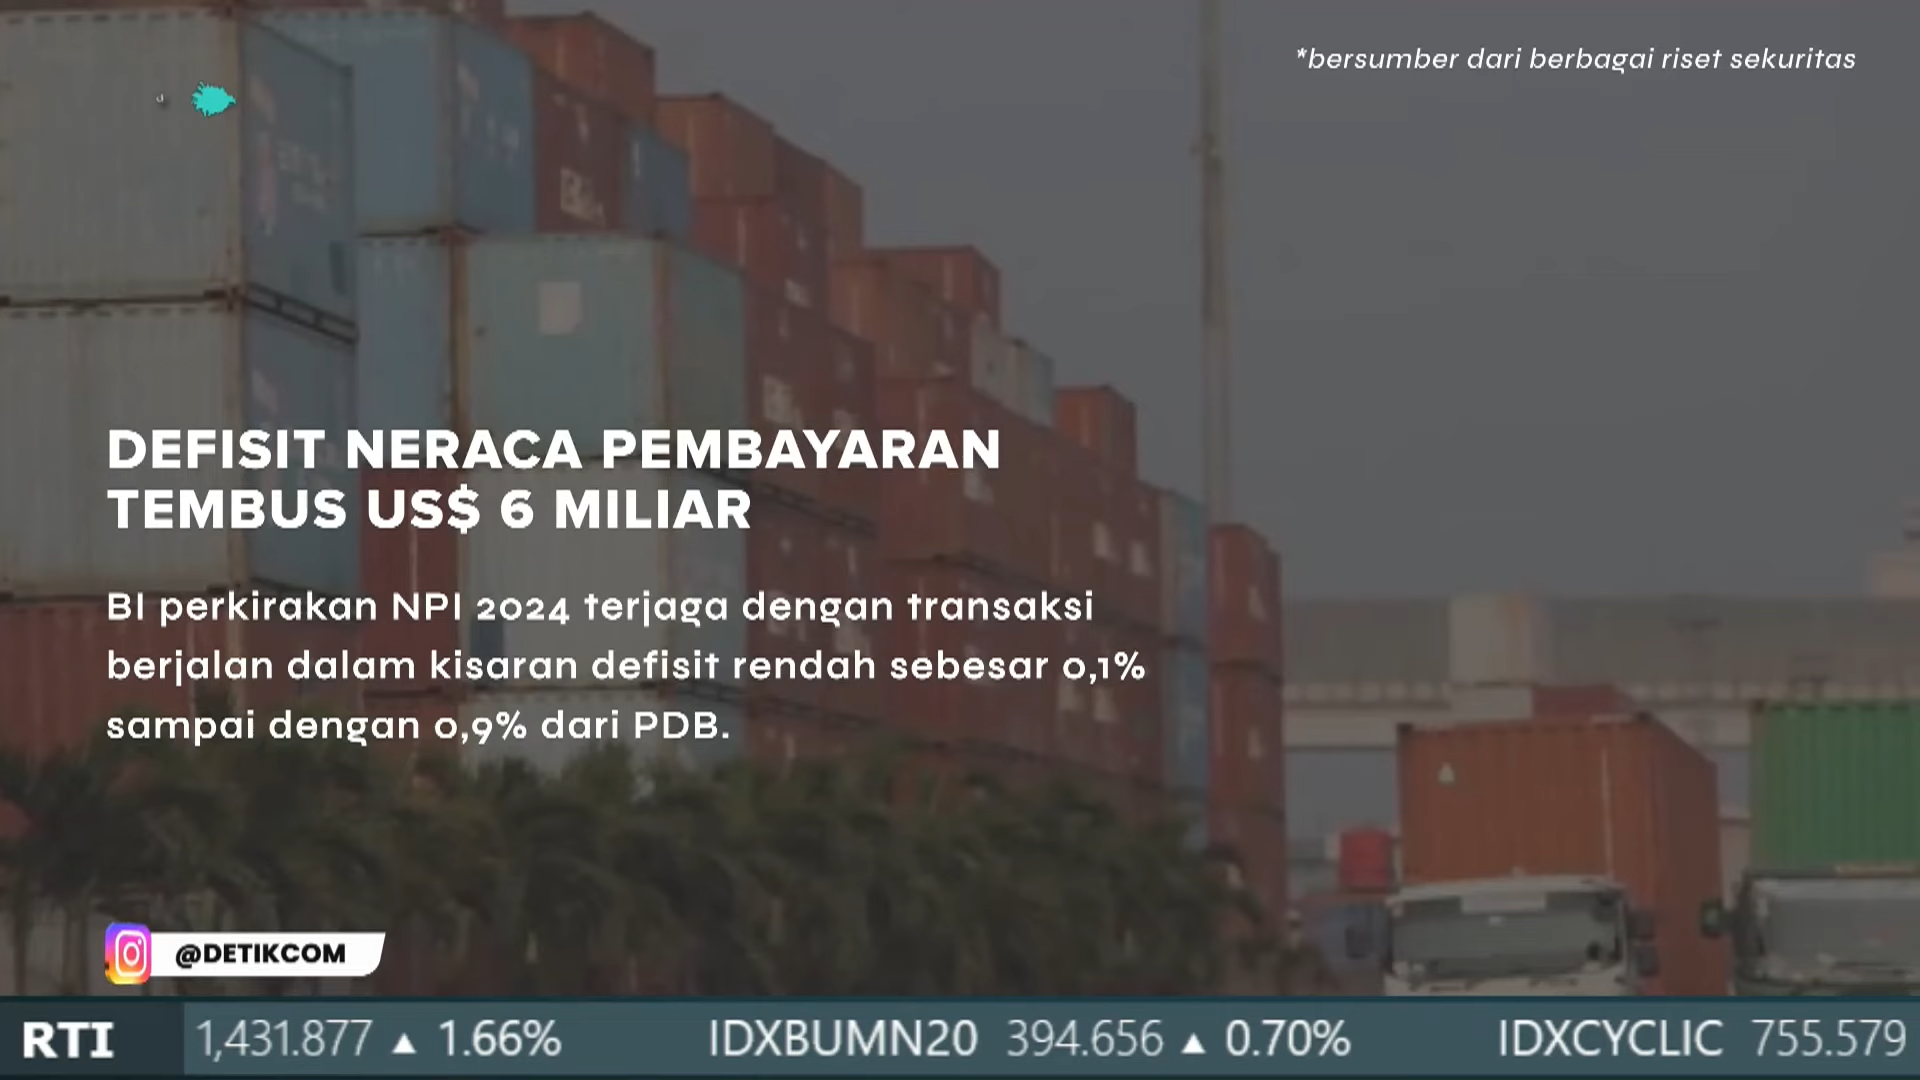 *bersumber dari berbagai riset sekuritas
DEFISIT NERACA PEMBAYARAN
TEMBUS US$ 6 MILIAR
BI perkirakan NPI 2024 terjaga dengan transaksi
berjalan dalam kisaran defisit rendah sebesar 0,1%
sampai dengan 0,9% dari PDB.
@DETIKCOM
RTI 1,431.877 ▲ 1.66% IDXBUMN20 394.656 ▲ 0.70% IDXCYCLIC 755.579